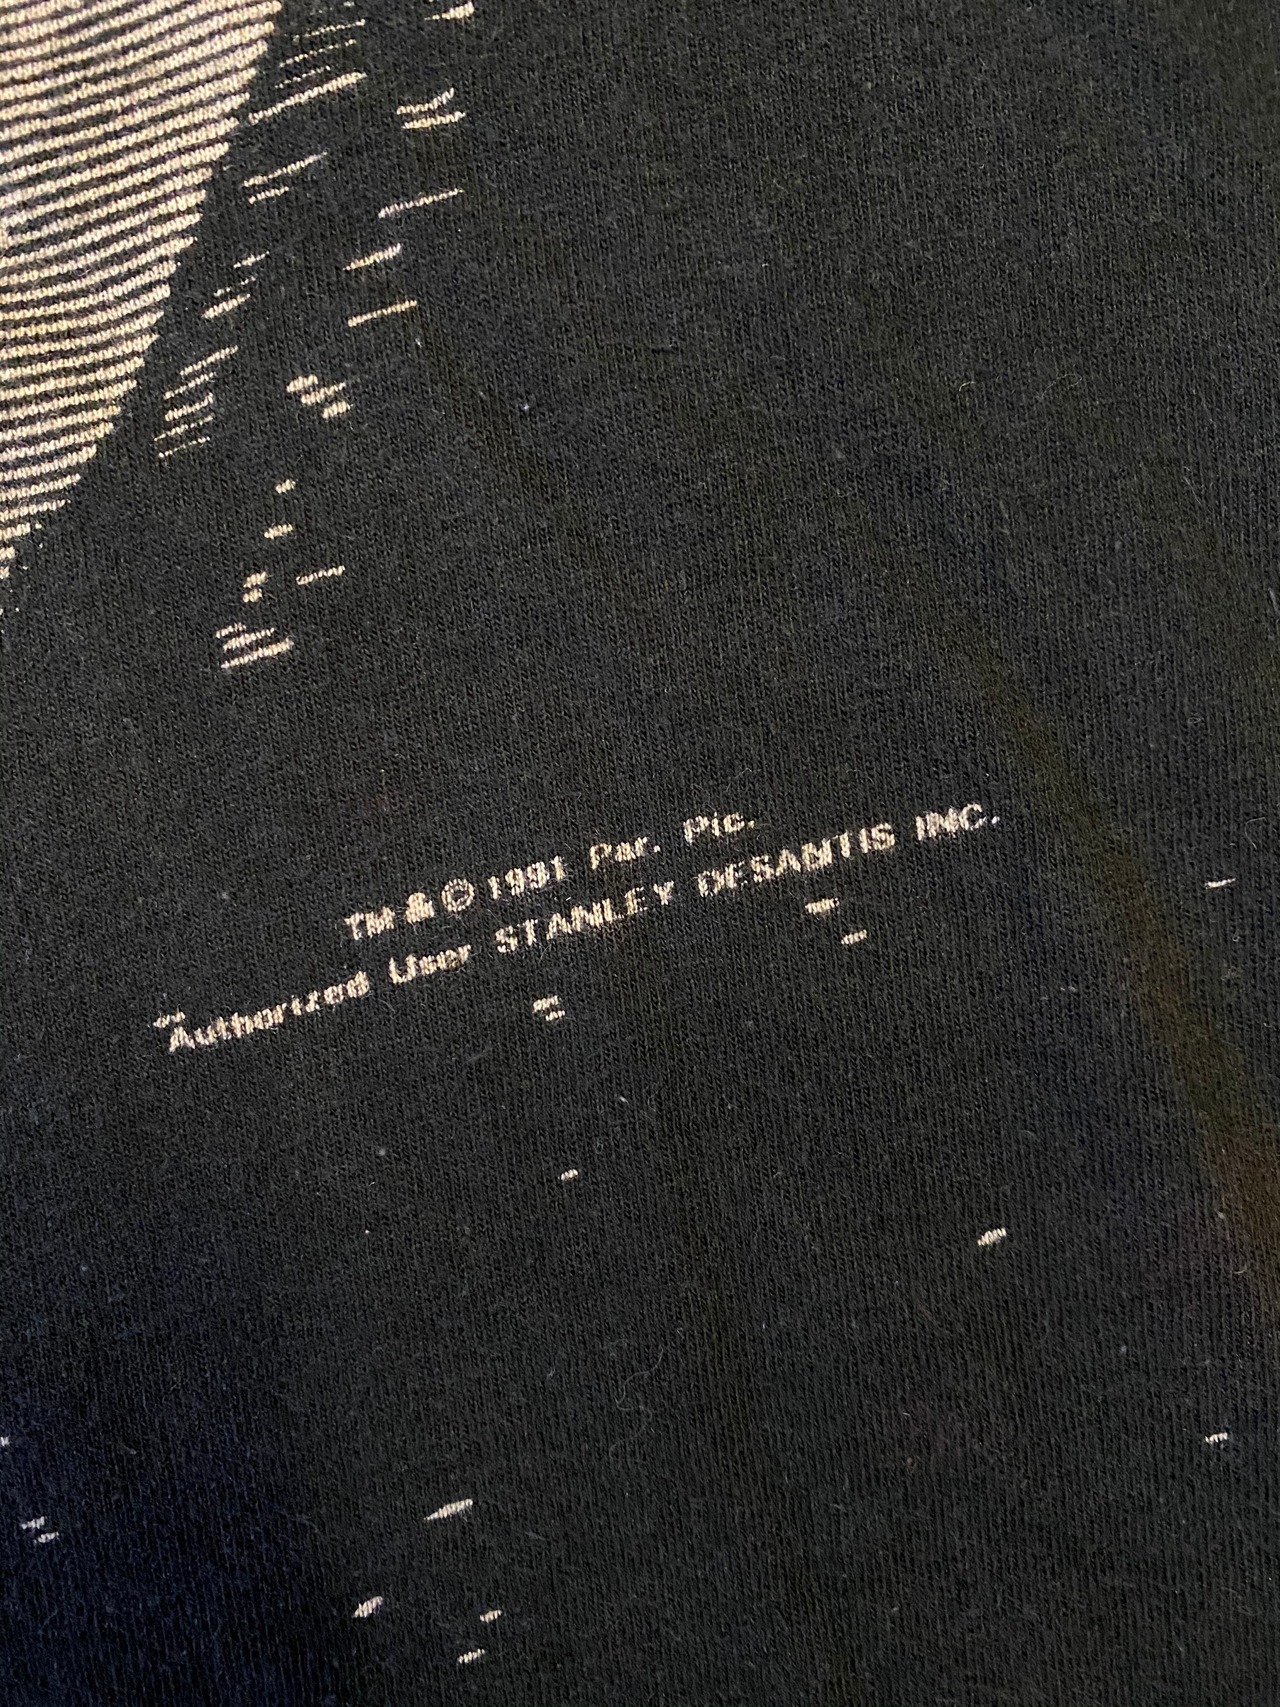 TM & © 1991 Par. Pic.
Authorized User STANLEY DESANTIS INC.